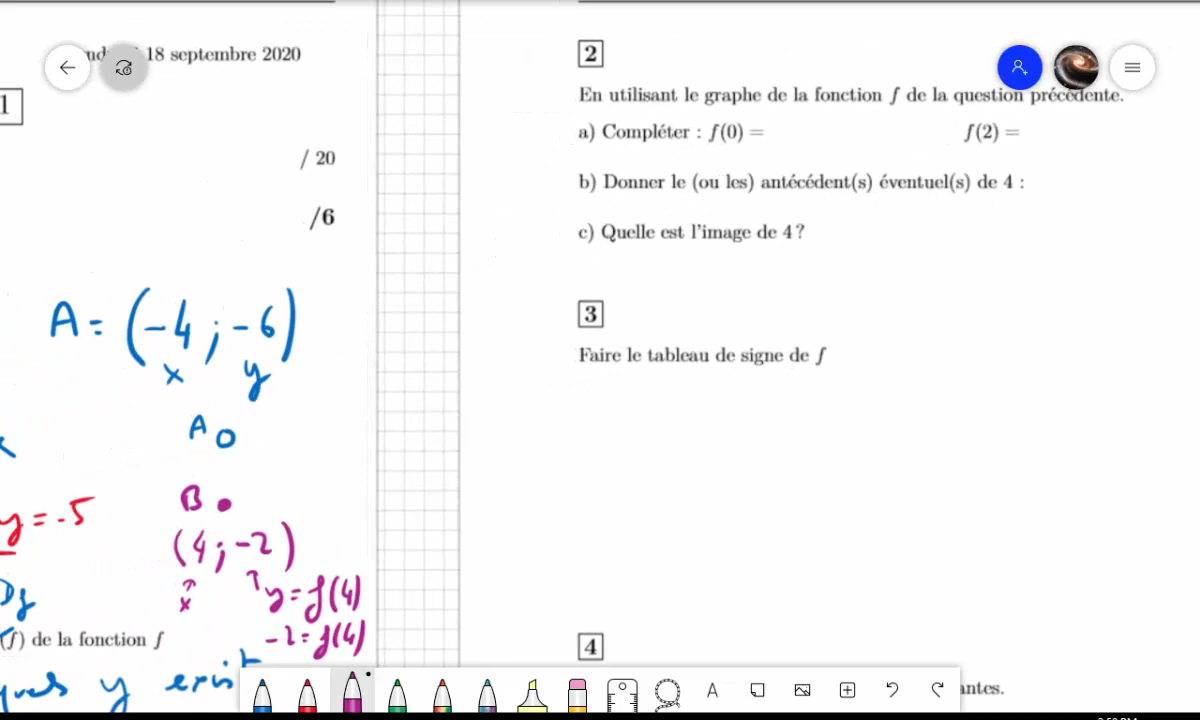 18 septembre 2020
1
/ 20
/6
A = (-4 ; -6)
x y
A
y = -5
B
(4 ; -2)
x
y = f(4)
-2 = f(4)
(f) de la fonction f
y
2
En utilisant le graphe de la fonction f de la question précédente.
a) Compléter : f(0) = f(2) =
b) Donner le (ou les) antécédent(s) éventuel(s) de 4 :
c) Quelle est l'image de 4 ?
3
Faire le tableau de signe de f
4
antes.
A